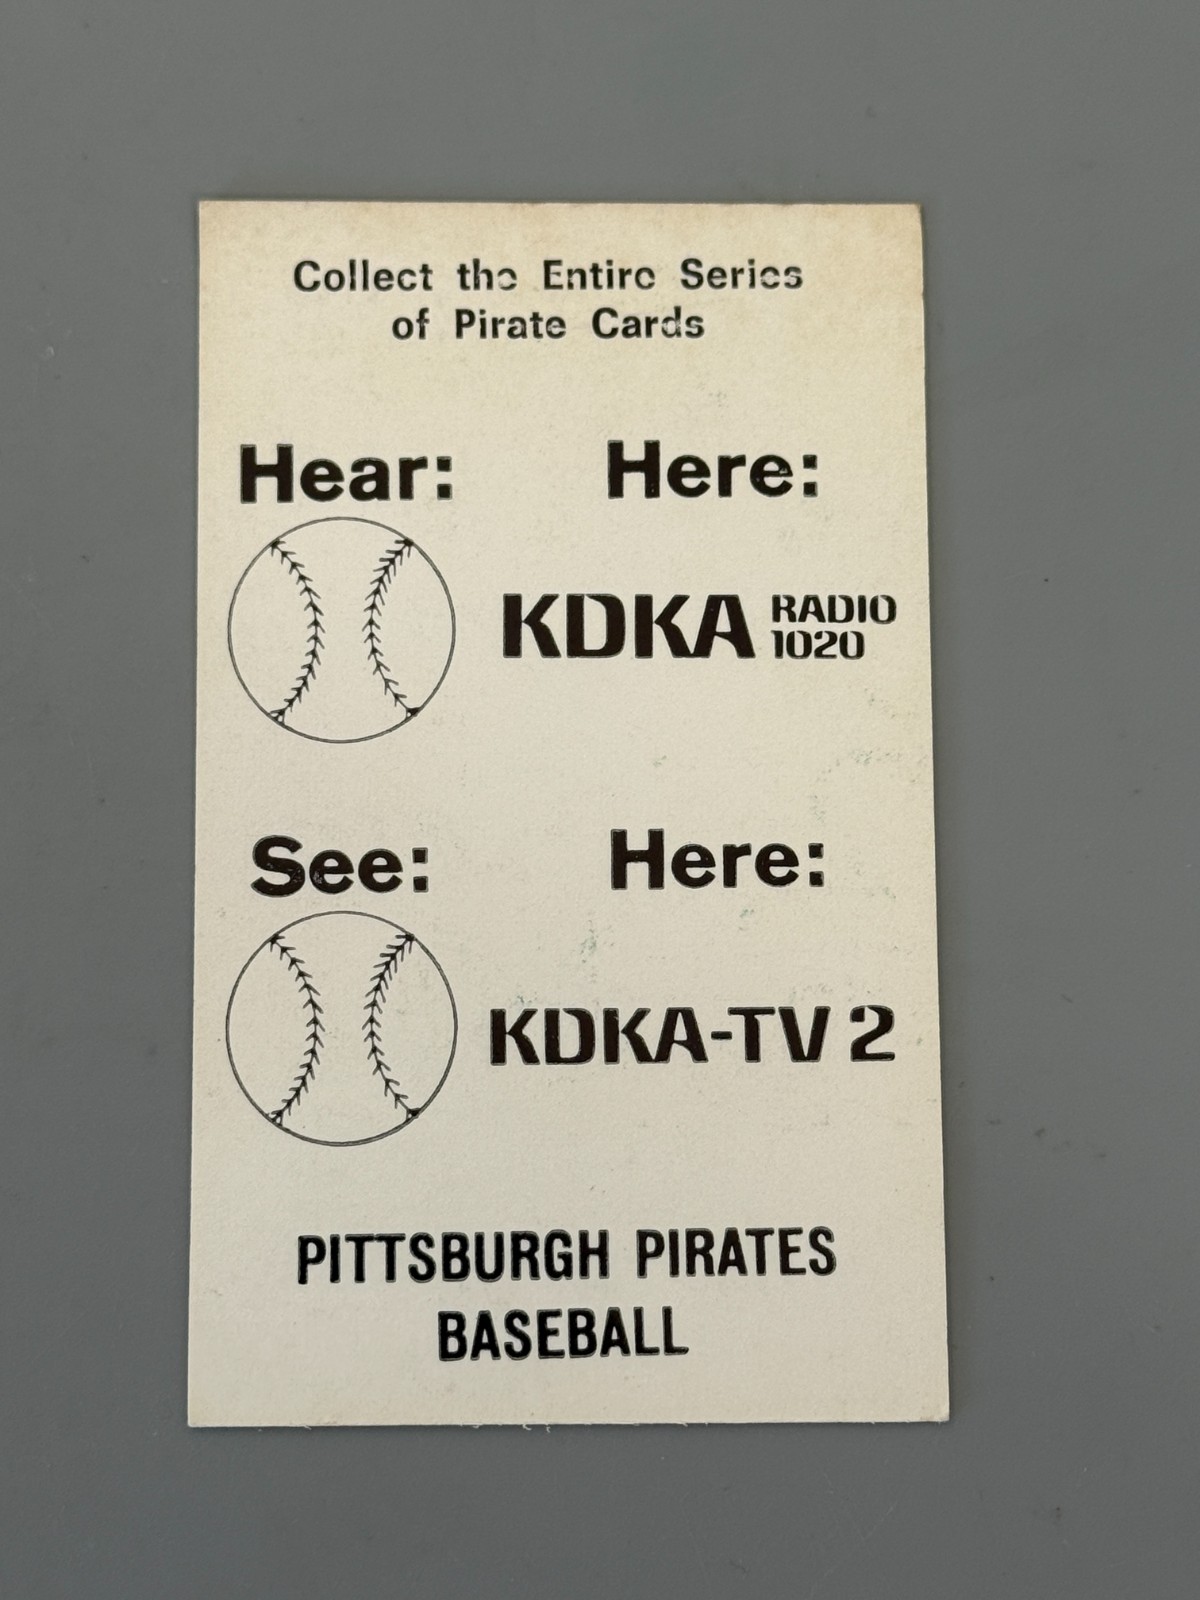 Collect the Entire Series
of Pirate Cards
Hear: Here:
KDKA RADIO
1020
See: Here:
KDKA-TV 2
PITTSBURGH PIRATES
BASEBALL